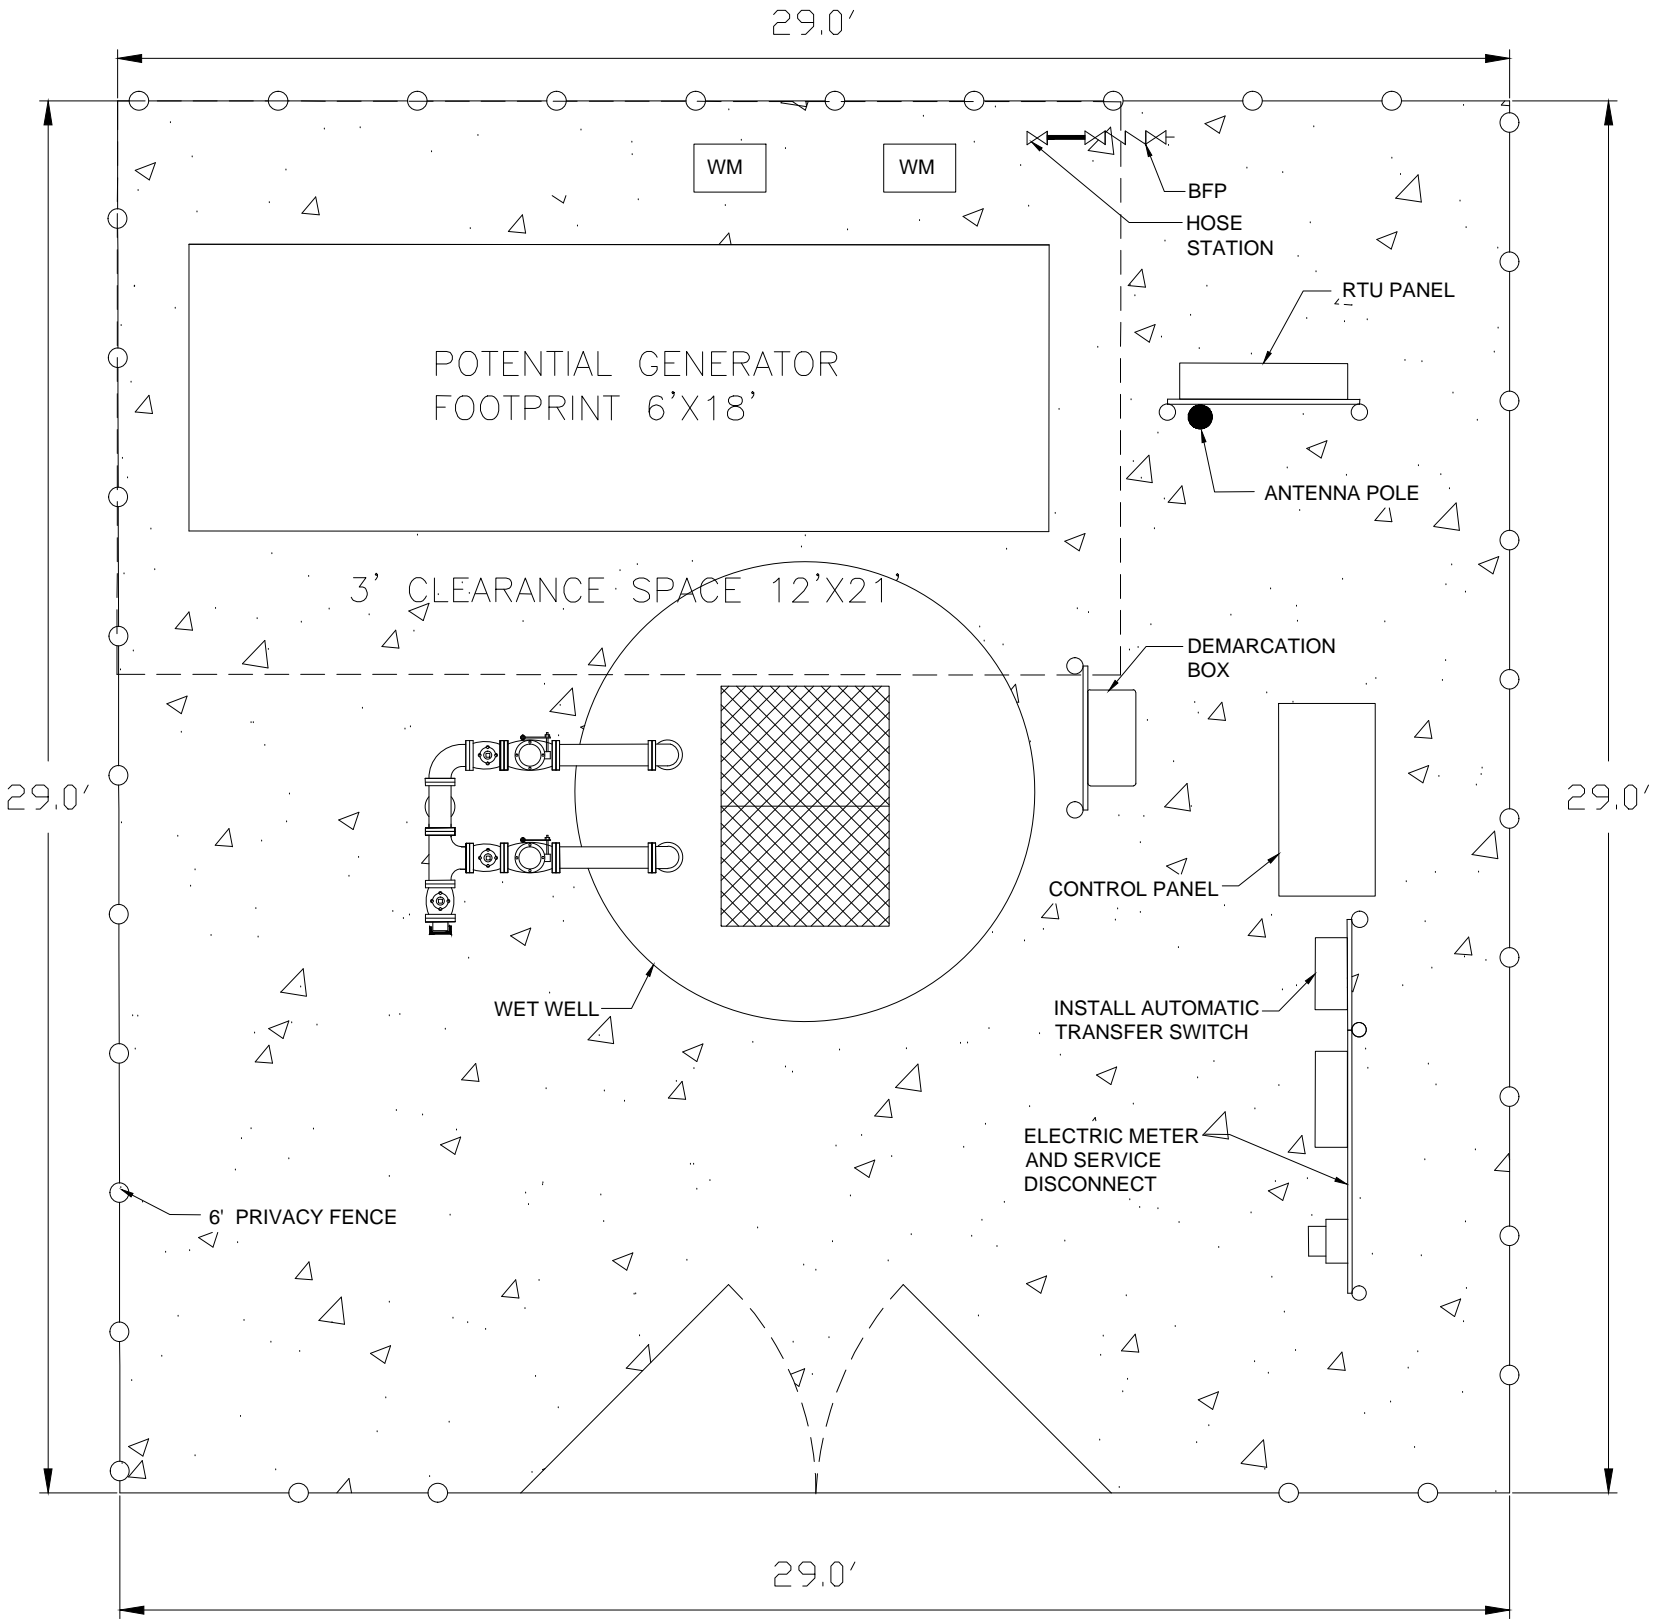 29.0'
WM
WM
BFP
HOSE
STATION
RTU PANEL
POTENTIAL GENERATOR
FOOTPRINT 6'X18'
ANTENNA POLE
3' CLEARANCE SPACE 12'X21'
DEMARCATION
BOX
29.0'
29.0'
CONTROL PANEL
WET WELL
INSTALL AUTOMATIC
TRANSFER SWITCH
ELECTRIC METER
AND SERVICE
DISCONNECT
6' PRIVACY FENCE
29.0'